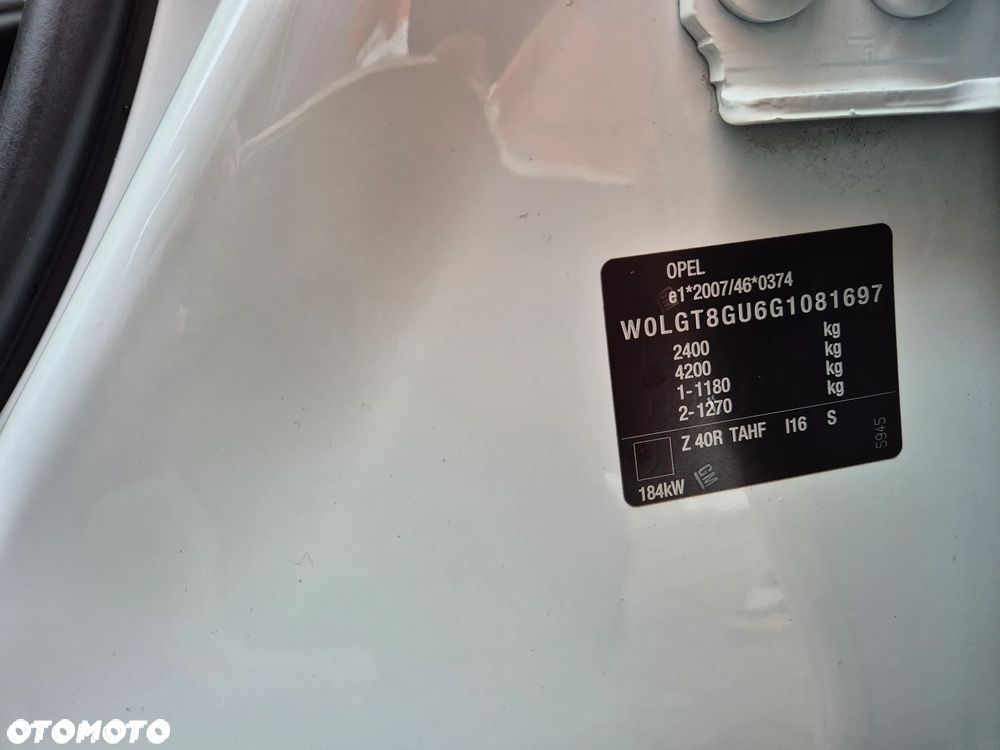 OPEL
e1*2007/46*0374
W0LGT8GU6G1081697
2400 kg
4200 kg
1-1180 kg
2-1270 kg
Z 40R TAHF I16 S
5945
184kW
GM
OTOMOTO